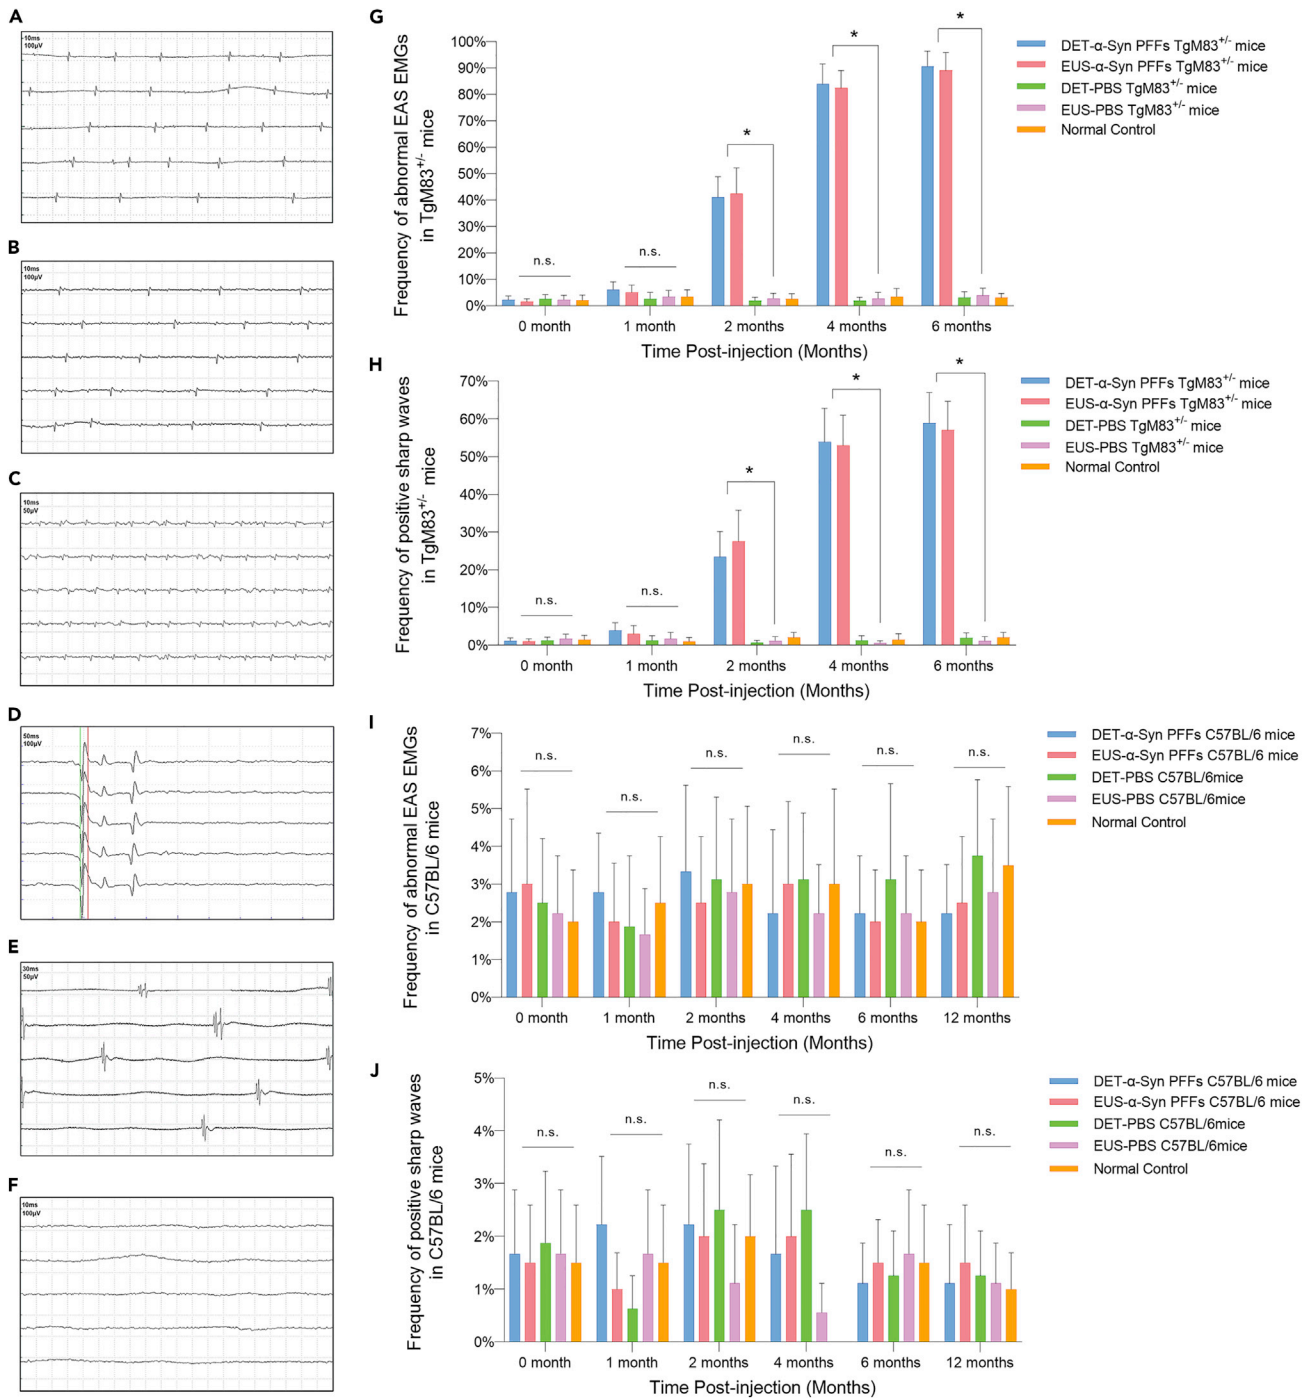 A
10ms
100μV
B
10ms
100μV
C
10ms
50μV
D
50ms
100μV
E
30ms
50μV
F
10ms
100μV
G
Frequency of abnormal EAS EMGs
in TgM83+/- mice
100%
90%
80%
70%
60%
50%
40%
30%
20%
10%
0%
n.s.
n.s.
*
*
*
0 month
1 month
2 months
4 months
6 months
Time Post-injection (Months)
DET-α-Syn PFFs TgM83+/- mice
EUS-α-Syn PFFs TgM83+/- mice
DET-PBS TgM83+/- mice
EUS-PBS TgM83+/- mice
Normal Control
H
Frequency of positive sharp waves
in TgM83+/- mice
70%
60%
50%
40%
30%
20%
10%
0%
n.s.
n.s.
*
*
*
0 month
1 month
2 months
4 months
6 months
Time Post-injection (Months)
DET-α-Syn PFFs TgM83+/- mice
EUS-α-Syn PFFs TgM83+/- mice
DET-PBS TgM83+/- mice
EUS-PBS TgM83+/- mice
Normal Control
I
Frequency of abnormal EAS EMGs
in C57BL/6 mice
7%
6%
5%
4%
3%
2%
1%
0%
n.s.
n.s.
n.s.
n.s.
n.s.
n.s.
0 month
1 month
2 months
4 months
6 months
12 months
Time Post-injection (Months)
DET-α-Syn PFFs C57BL/6 mice
EUS-α-Syn PFFs C57BL/6 mice
DET-PBS C57BL/6mice
EUS-PBS C57BL/6mice
Normal Control
J
Frequency of positive sharp waves
in C57BL/6 mice
5%
4%
3%
2%
1%
0%
n.s.
n.s.
n.s.
n.s.
n.s.
n.s.
0 month
1 month
2 months
4 months
6 months
12 months
Time Post-injection (Months)
DET-α-Syn PFFs C57BL/6 mice
EUS-α-Syn PFFs C57BL/6 mice
DET-PBS C57BL/6mice
EUS-PBS C57BL/6mice
Normal Control